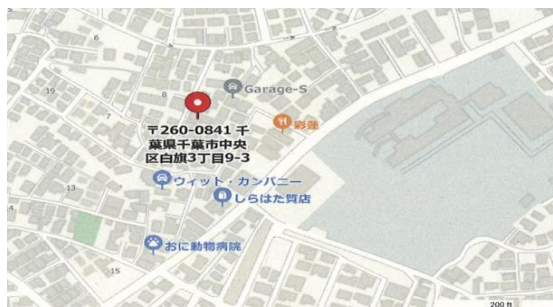 6
19
8
Garage-S
7
彩蓮
〒260-0841 千
葉県千葉市中央
区白旗3丁目9-3
13
ウィット・カンパニー
しらはた質店
4
おに動物病院
15
200 ft